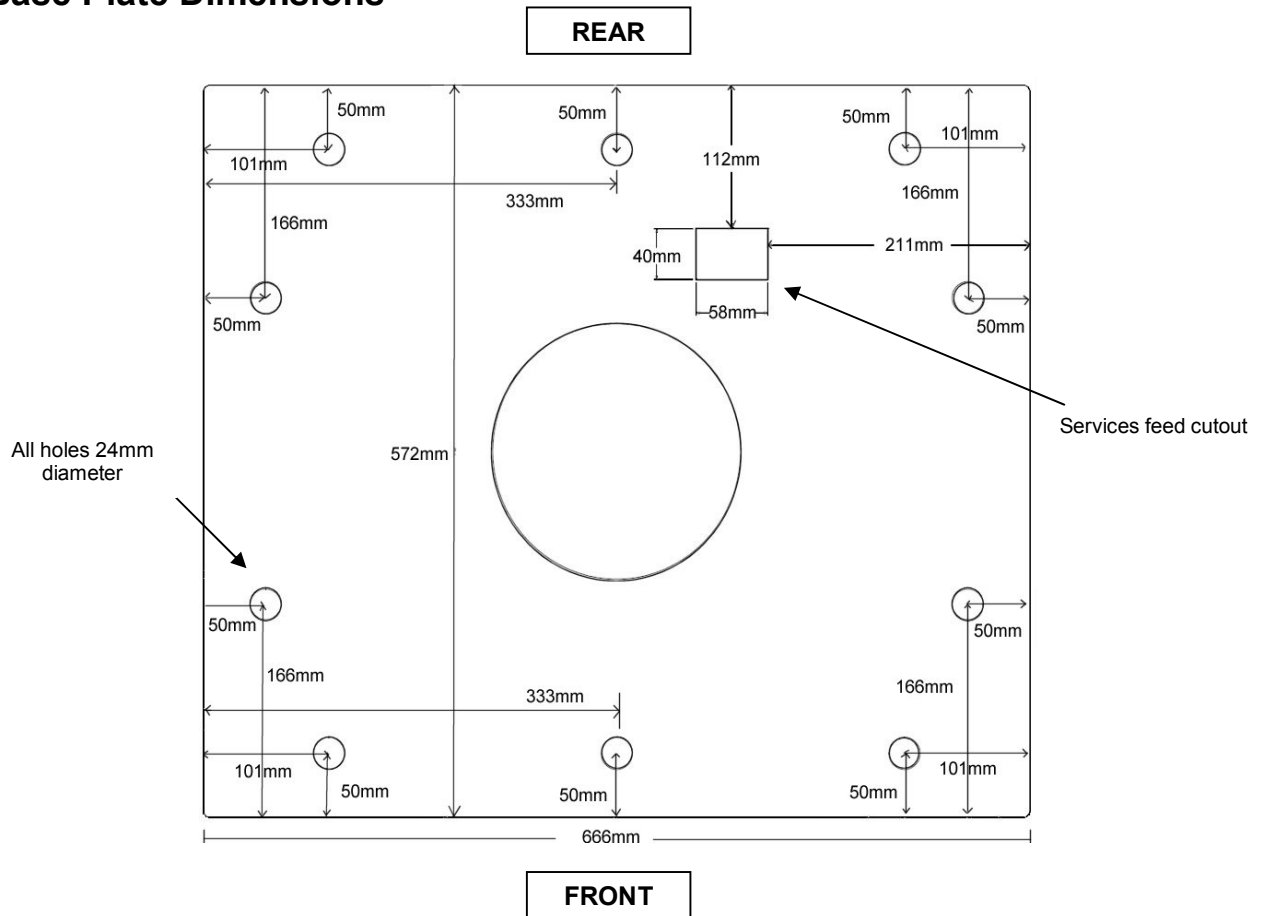 Base Plate Dimensions
REAR
50mm
50mm
50mm
101mm
101mm
112mm
333mm
166mm
166mm
211mm
40mm
58mm
50mm
50mm
Services feed cutout
All holes 24mm
diameter
572mm
50mm
50mm
166mm
166mm
333mm
101mm
101mm
50mm
50mm
50mm
666mm
FRONT